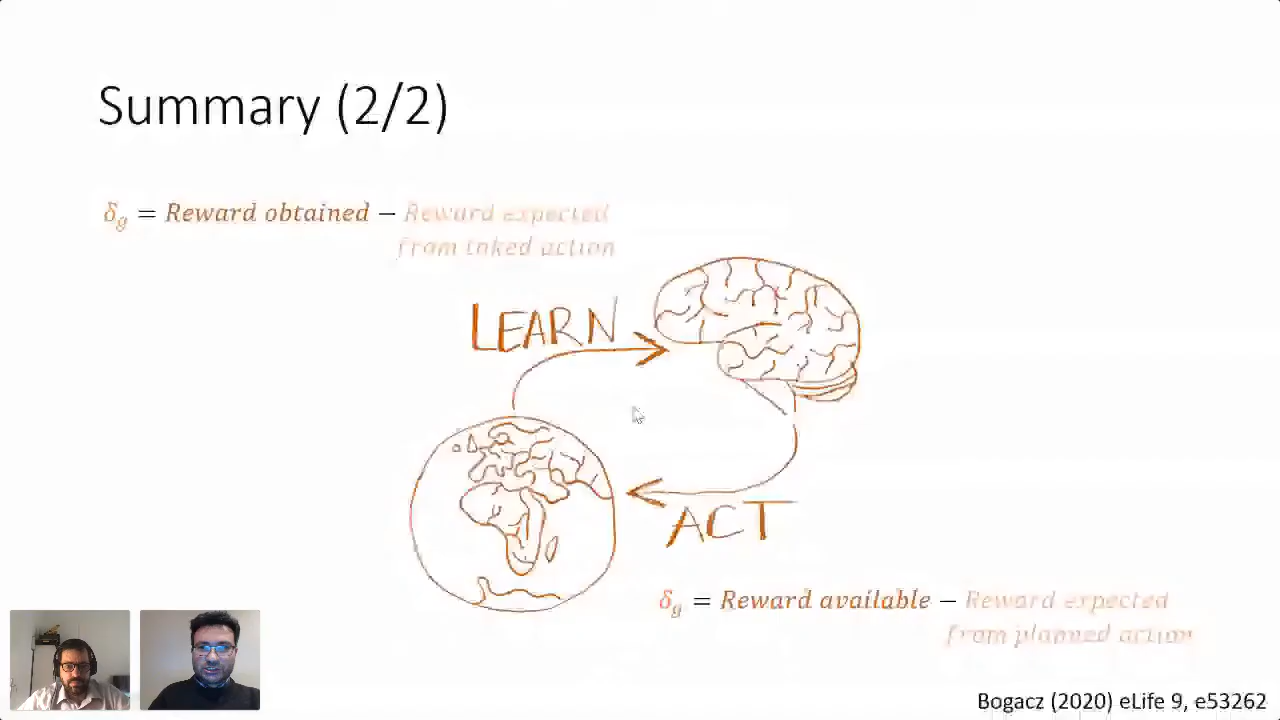 Summary (2/2)
δg = Reward obtained − Reward expected
from inked action
LEARN
ACT
δg = Reward available − Reward expected
from planned action
Bogacz (2020) eLife 9, e53262